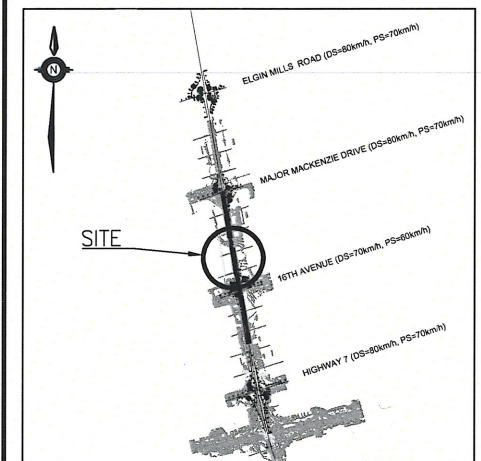 ELGIN MILLS ROAD (DS=80km/h, PS=70km/h)
N
MAJOR MACKENZIE DRIVE (DS=80km/h, PS=70km/h)
SITE
16TH AVENUE (DS=70km/h, PS=60km/h)
HIGHWAY 7 (DS=80km/h, PS=70km/h)